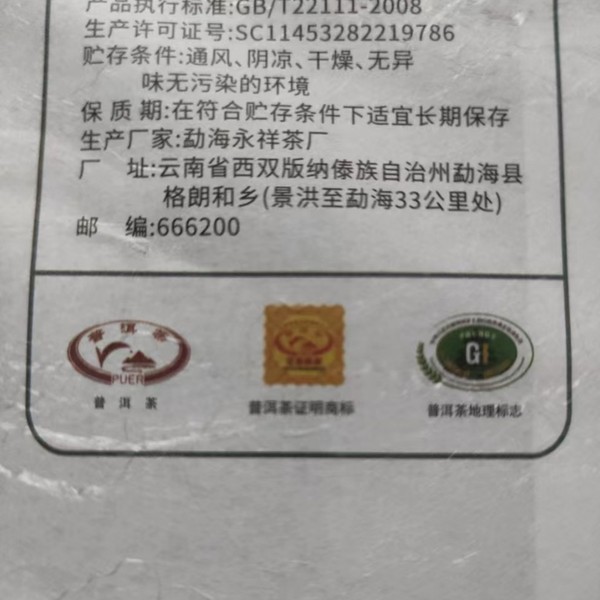 产品执行标准:GB/T22111-2008
生产许可证号:SC11453282219786
贮存条件:通风、阴凉、干燥、无异
味无污染的环境
保 质 期:在符合贮存条件下适宜长期保存
生产厂家:勐海永祥茶厂
厂 址:云南省西双版纳傣族自治州勐海县
格朗和乡(景洪至勐海33公里处)
邮 编:666200
普洱茶
PUER
GI
普 洱 茶
普洱茶证明商标
普洱茶地理标志